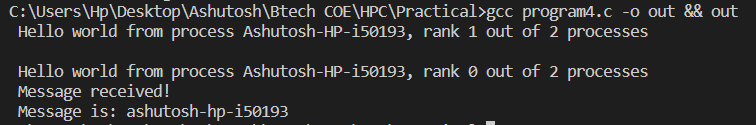 C:\Users\Hp\Desktop\Ashutosh\Btech COE\HPC\Practical>gcc program4.c -o out && out
Hello world from process Ashutosh-HP-i50193, rank 1 out of 2 processes
Hello world from process Ashutosh-HP-i50193, rank 0 out of 2 processes
Message received!
Message is: ashutosh-hp-i50193